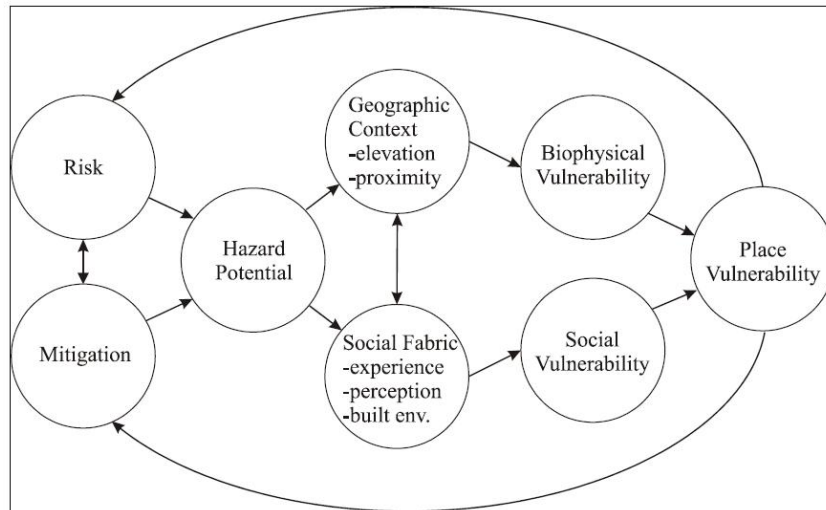 Risk
Mitigation
Hazard
Potential
Geographic
Context
-elevation
-proximity
Social Fabric
-experience
-perception
-built env.
Biophysical
Vulnerability
Social
Vulnerability
Place
Vulnerability